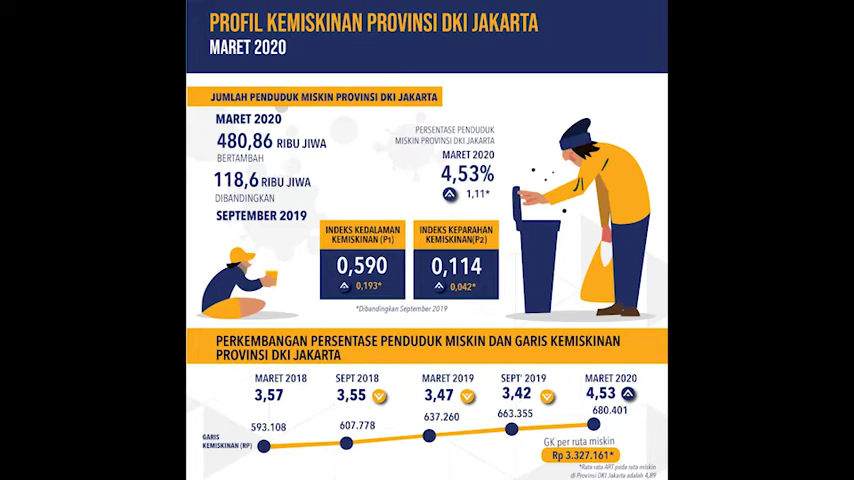 PROFIL KEMISKINAN PROVINSI DKI JAKARTA
MARET 2020
JUMLAH PENDUDUK MISKIN PROVINSI DKI JAKARTA
MARET 2020
480,86 RIBU JIWA
BERTAMBAH
118,6 RIBU JIWA
DIBANDINGKAN
SEPTEMBER 2019
PERSENTASE PENDUDUK
MISKIN PROVINSI DKI JAKARTA
MARET 2020
4,53%
1,11*
INDEKS KEDALAMAN
KEMISKINAN (P1)
0,590
0,193*
INDEKS KEPARAHAN
KEMISKINAN(P2)
0,114
0,042*
*Dibandingkan September 2019
PERKEMBANGAN PERSENTASE PENDUDUK MISKIN DAN GARIS KEMISKINAN
PROVINSI DKI JAKARTA
MARET 2018 SEPT 2018 MARET 2019 SEPT' 2019 MARET 2020
3,57 3,55 3,47 3,42 4,53
593.108 607.778 637.260 663.355 680.401
GARIS
KEMISKINAN (RP)
GK per ruta miskin
Rp 3.327.161*
*Rata rata ART pada ruta miskin
di Provinsi DKI Jakarta adalah 4,89